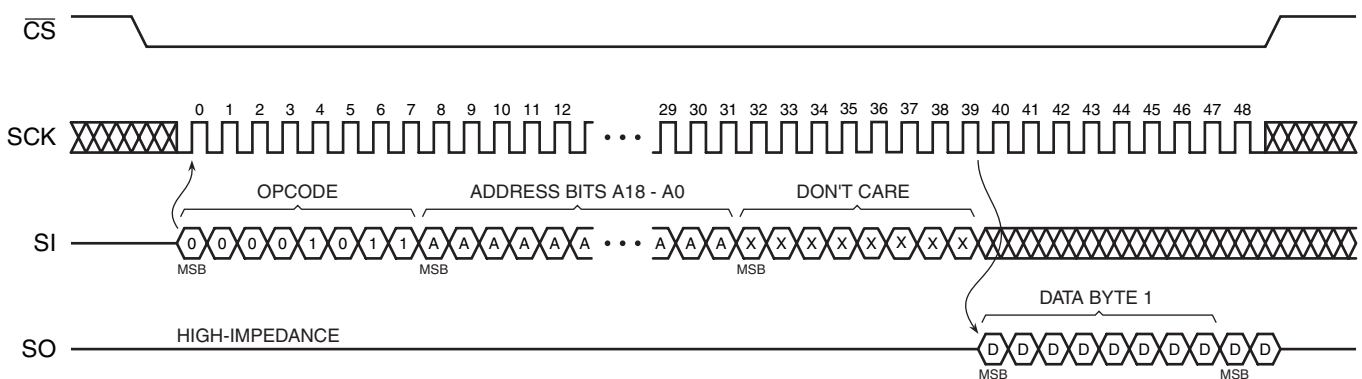 CS
0 1 2 3 4 5 6 7 8 9 10 11 12 29 30 31 32 33 34 35 36 37 38 39 40 41 42 43 44 45 46 47 48
SCK
OPCODE ADDRESS BITS A18 - A0 DON'T CARE
SI 0 0 0 0 1 0 1 1 A A A A A A A A A X X X X X X X X
MSB MSB MSB
DATA BYTE 1
HIGH-IMPEDANCE
SO D D D D D D D D D D
MSB MSB